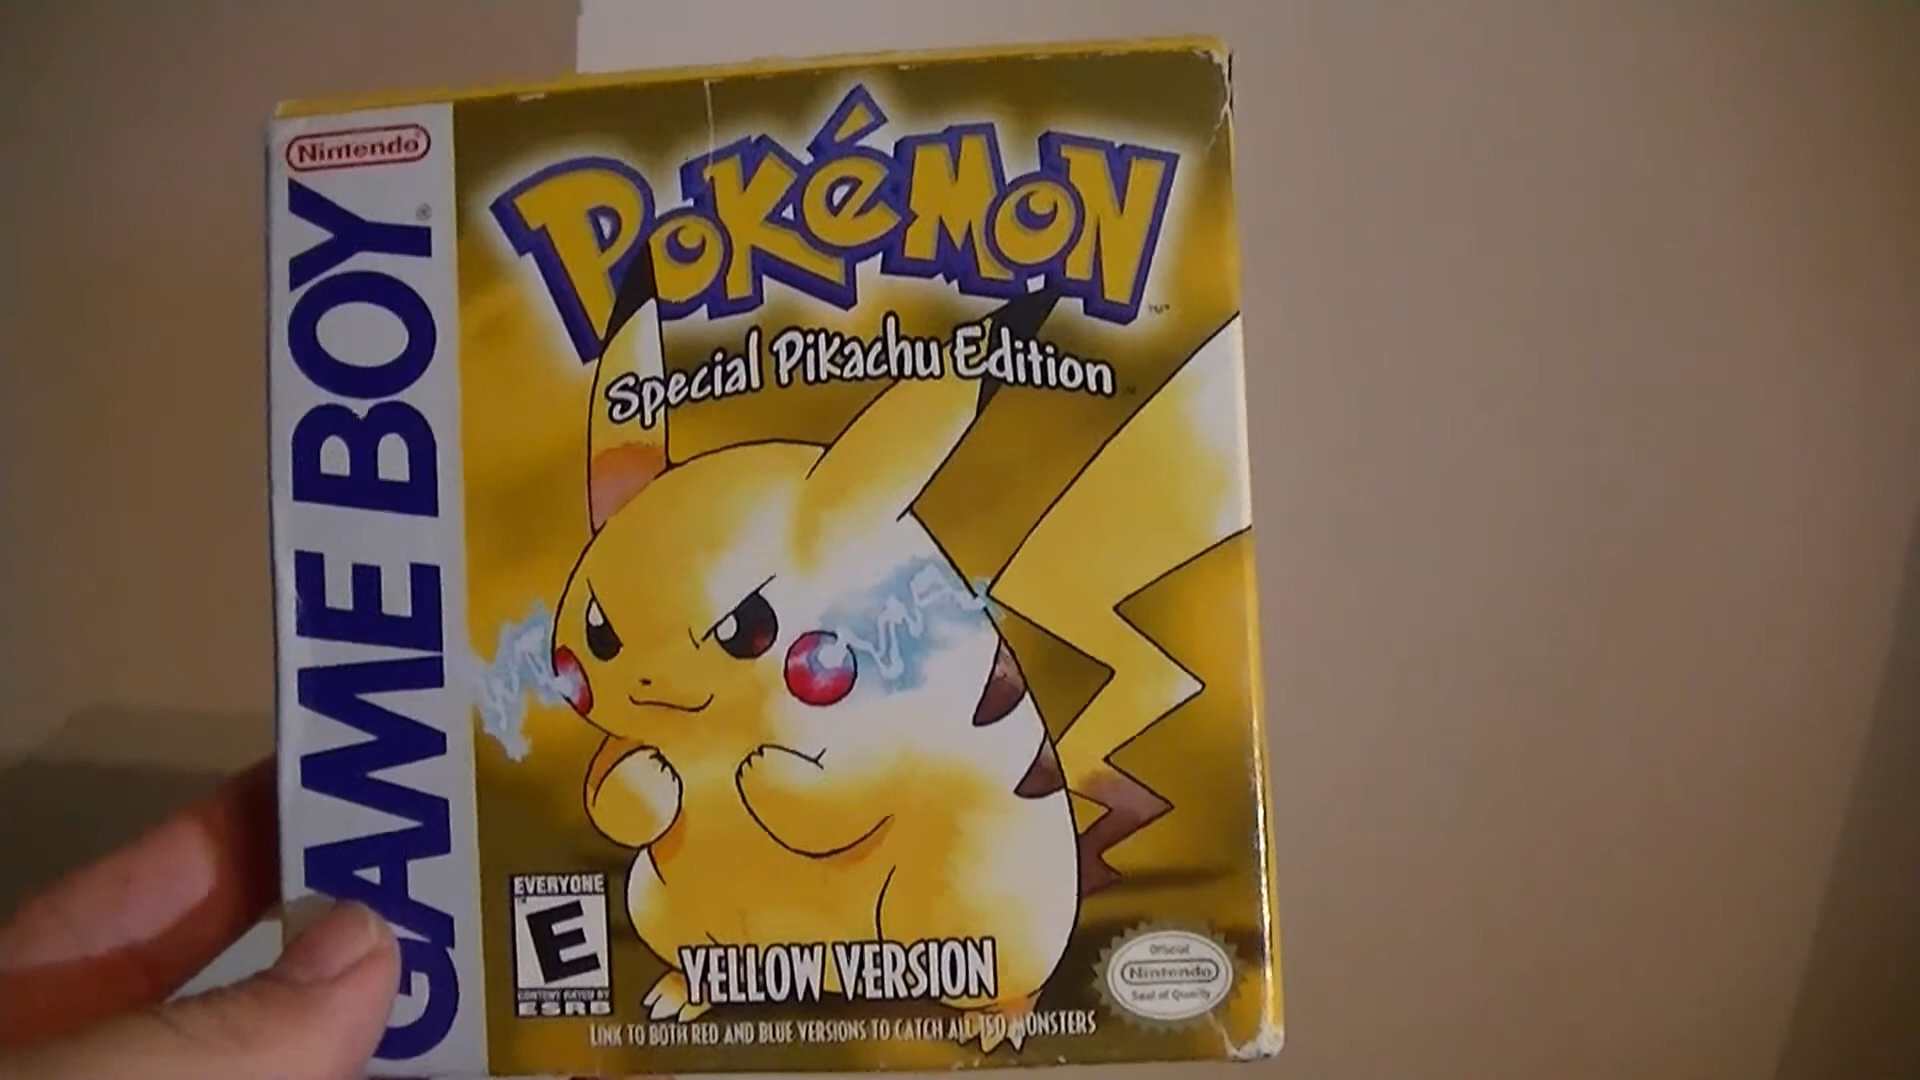 Nintendo®
GAME BOY®
POKéMON™
Special Pikachu Edition
EVERYONE
E
CONTENT RATED BY
ESRB
YELLOW VERSION
LINK TO BOTH RED AND BLUE VERSIONS TO CATCH ALL 150 MONSTERS
Official
Nintendo
Seal of Quality